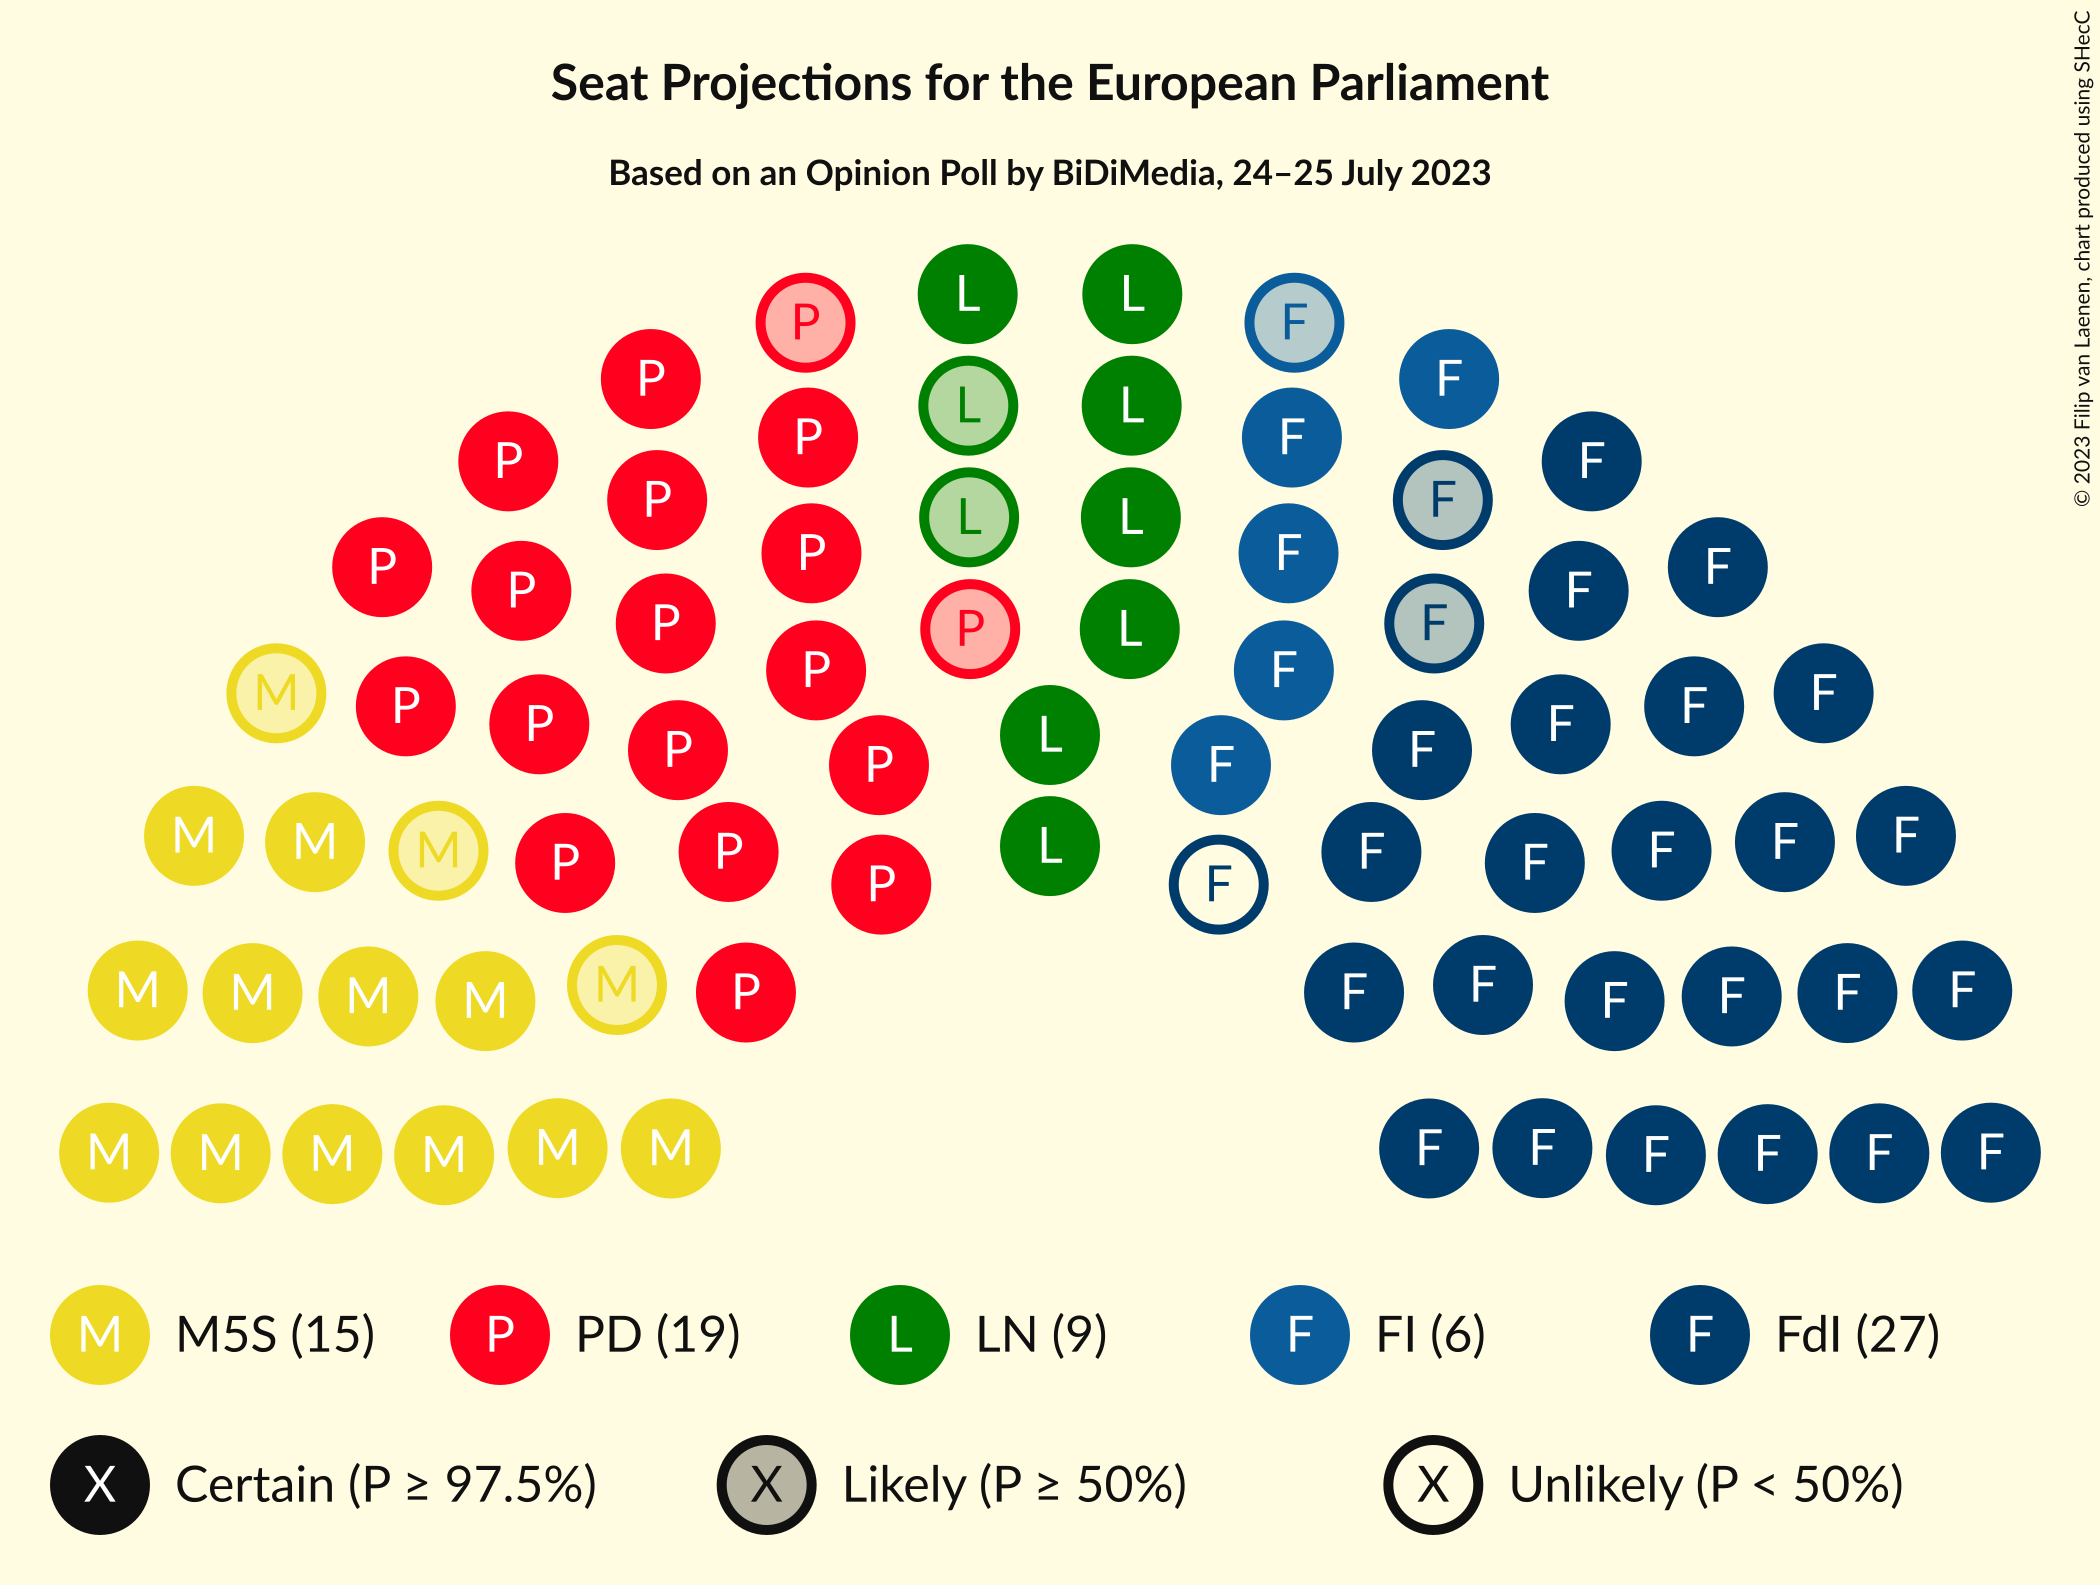 Seat Projections for the European Parliament
Based on an Opinion Poll by BiDiMedia, 24–25 July 2023
© 2023 Filip van Laenen, chart produced using SHecC
L L
P F
P F
L L
P F
P F
P F
L L
P F
P F
P F
P F
P F
P L
P F
M F
P F
P F
P F
L
P F
M F
M F
M F
L
P F
P F
P F
M M F F
M M F F
M M F F
M P F F
M M M M M M F F F F F F
M M5S (15) P PD (19) L LN (9) F FI (6) F FdI (27)
X Certain (P ≥ 97.5%) X Likely (P ≥ 50%) X Unlikely (P < 50%)